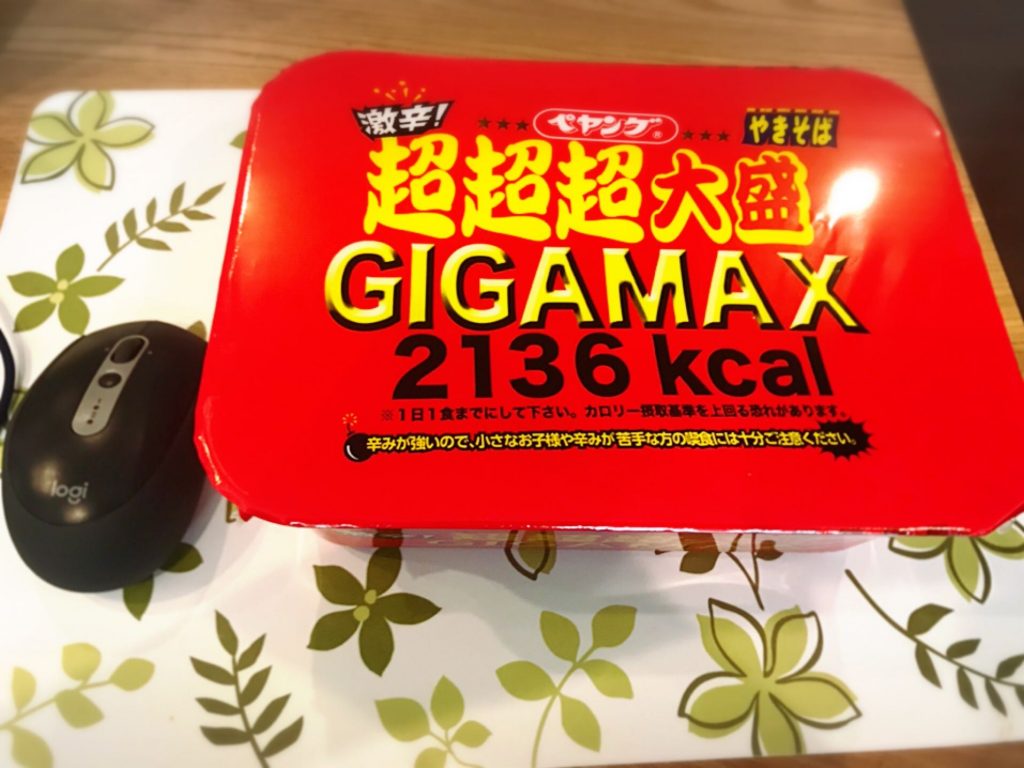 激辛!
ペヤング®
やきそば
超超超大盛
GIGAMAX
2136 kcal
※1日1食までにして下さい。カロリー摂取基準を上回る恐れがあります。
辛みが強いので、小さなお子様や辛みが苦手な方の喫食には十分ご注意ください。
logi